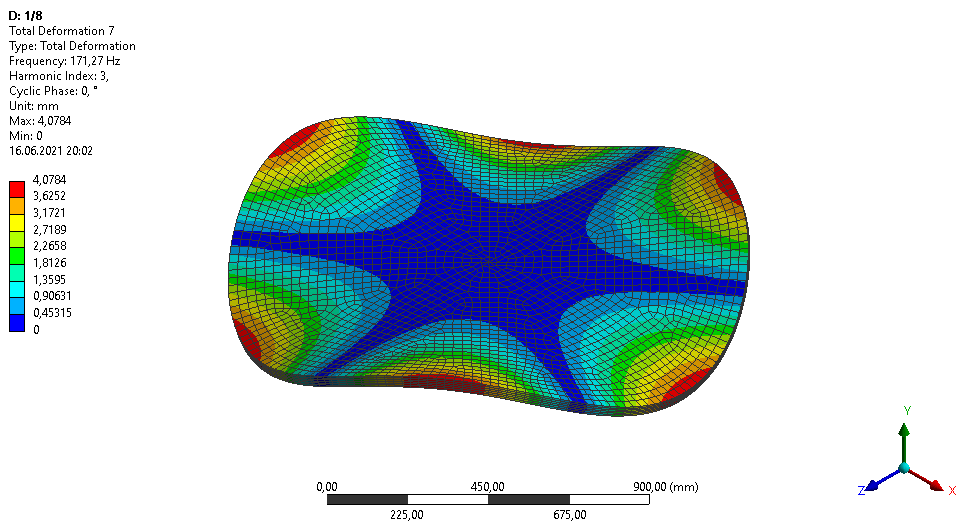 D: 1/8
Total Deformation 7
Type: Total Deformation
Frequency: 171,27 Hz
Harmonic Index: 3,
Cyclic Phase: 0, °
Unit: mm
Max: 4,0784
Min: 0
16.06.2021 20:02
4,0784
3,6252
3,1721
2,7189
2,2658
1,8126
1,3595
0,90631
0,45315
0
0,00 450,00 900,00 (mm)
225,00 675,00
Y
Z X